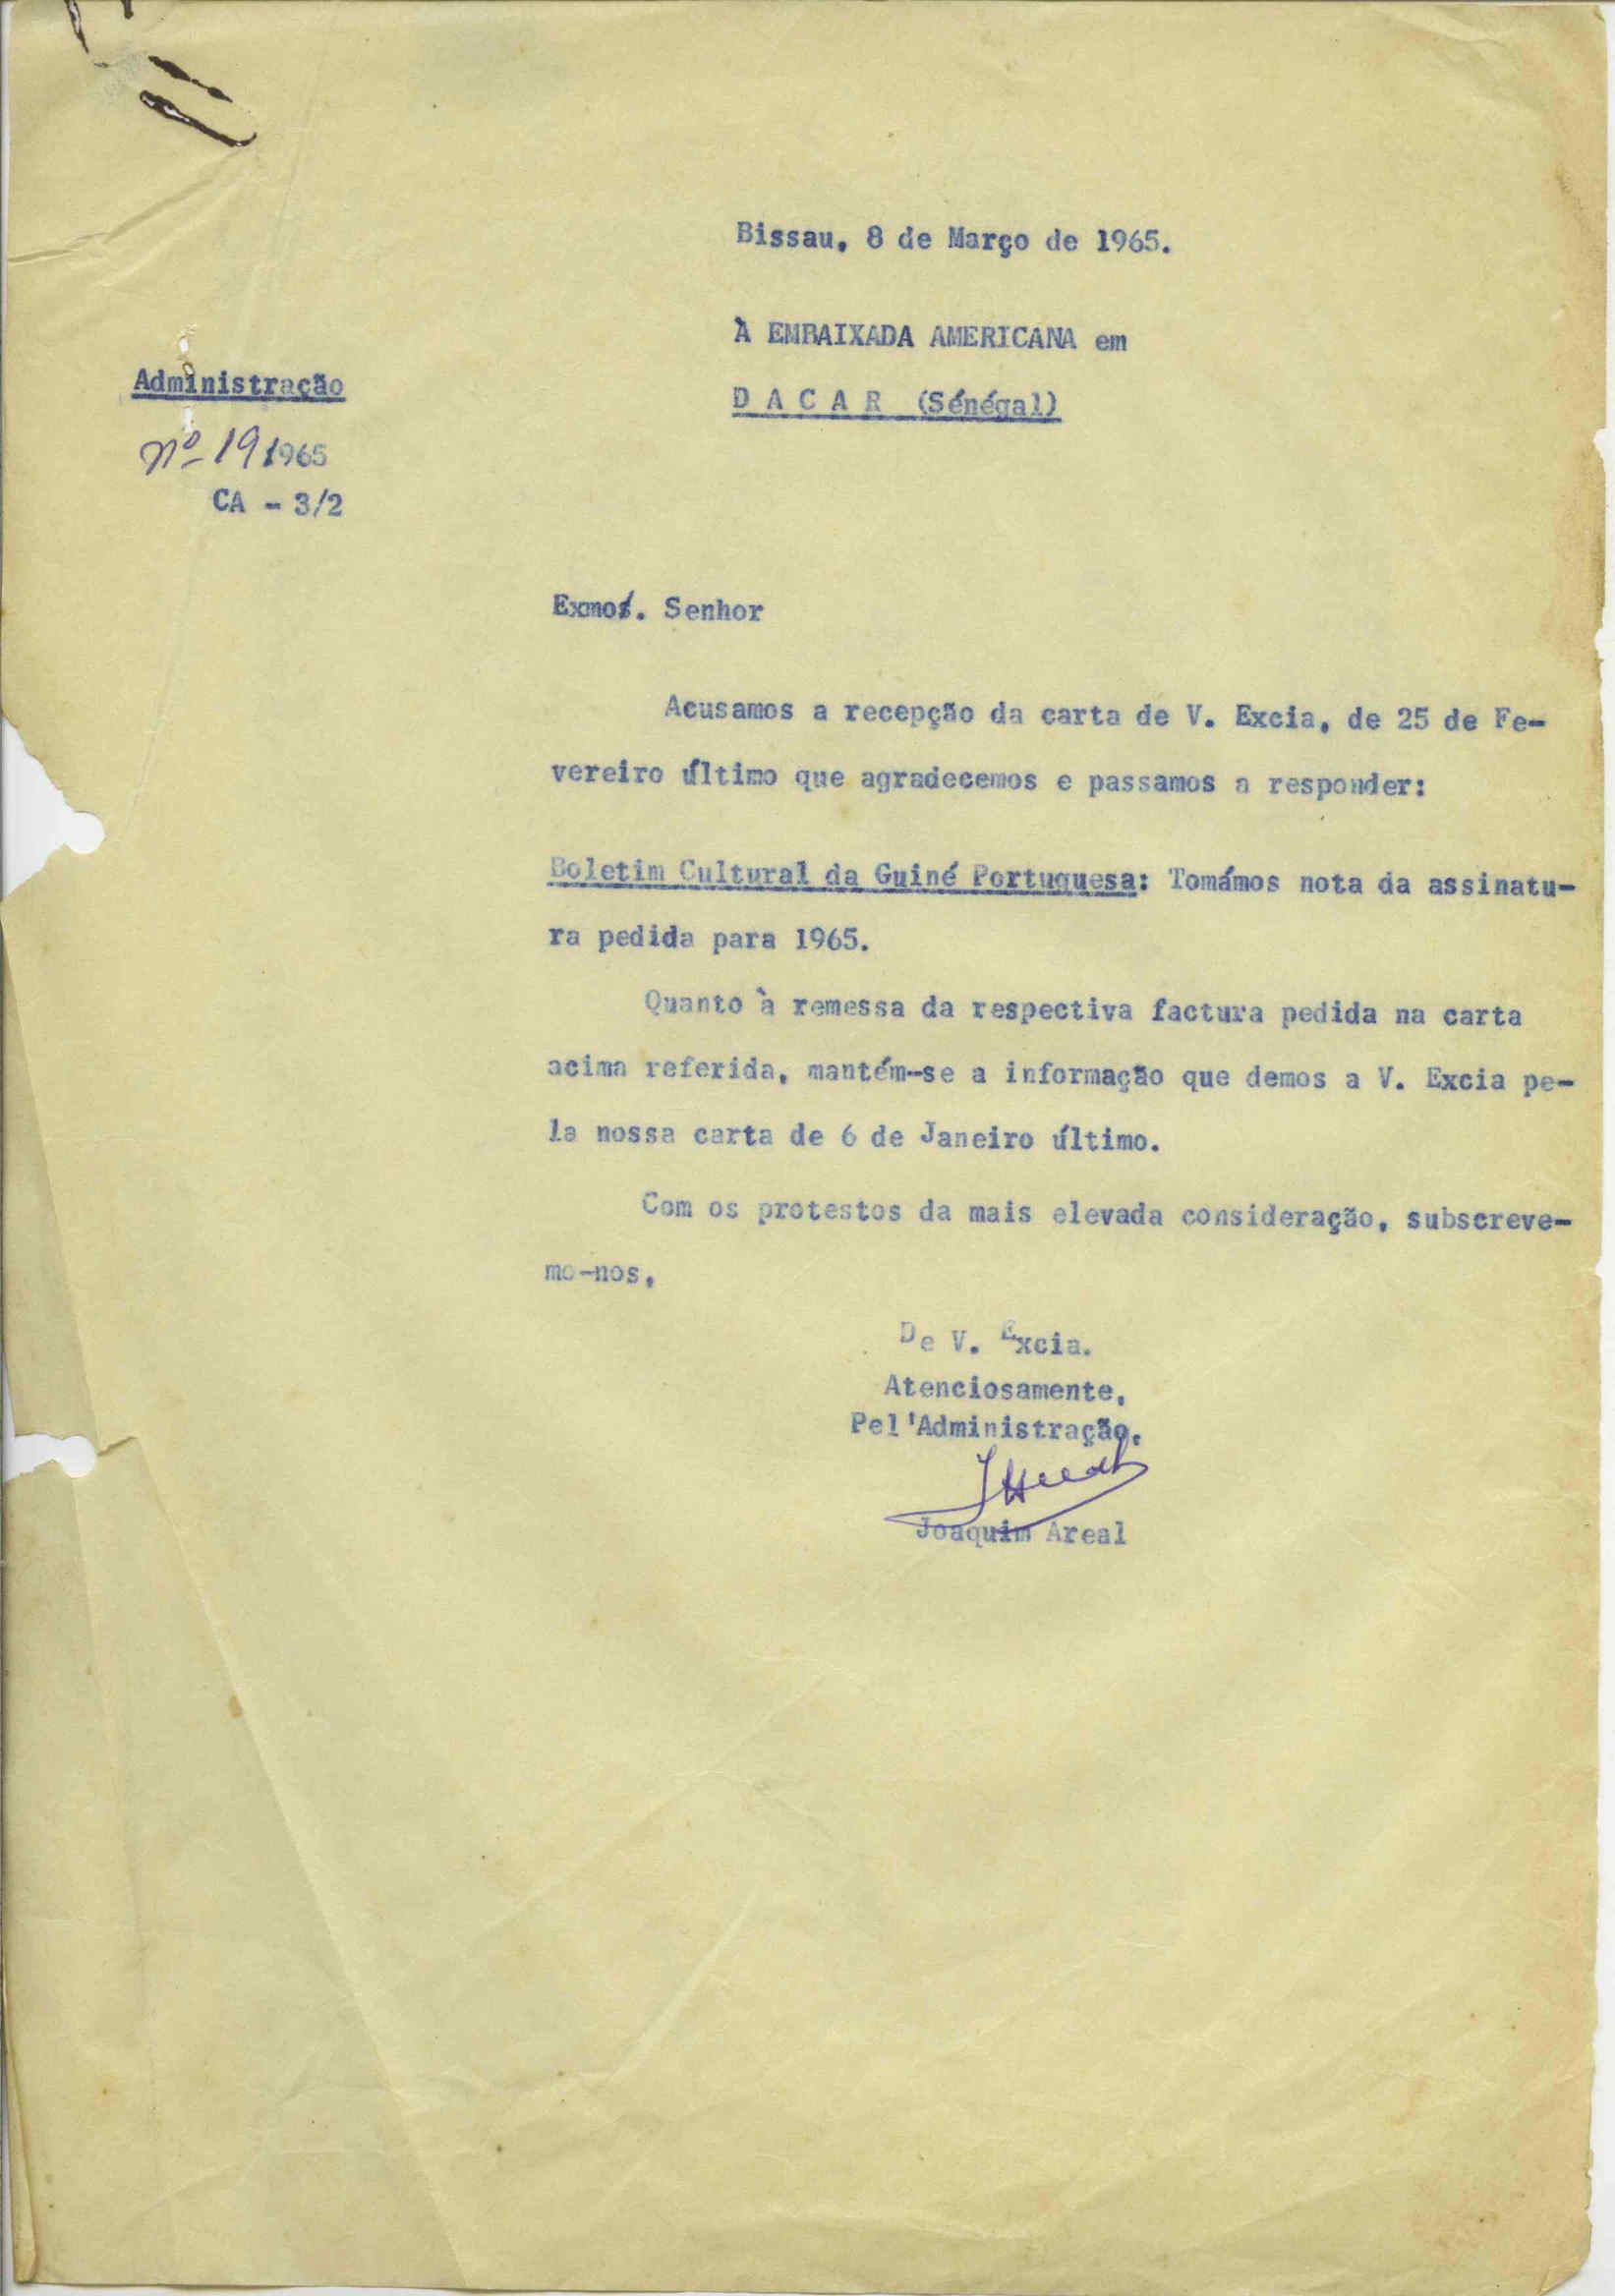 Bissau, 8 de Março de 1965.
À EMBAIXADA AMERICANA em
D A C A R (Sénégal)
Administração
nº 19 1965
CA - 3/2
Exmo. Senhor
Acusamos a recepção da carta de V. Excia, de 25 de Fe-
vereiro último que agradecemos e passamos a responder:
Boletim Cultural da Guiné Portuguesa: Tomámos nota da assinatu-
ra pedida para 1965.
Quanto à remessa da respectiva factura pedida na carta
acima referida, mantém-se a informação que demos a V. Excia pe-
la nossa carta de 6 de Janeiro último.
Com os protestos da mais elevada consideração, subscreve-
mo-nos,
De V. Excia.
Atenciosamente,
Pel'Administração,
Joaquim Areal